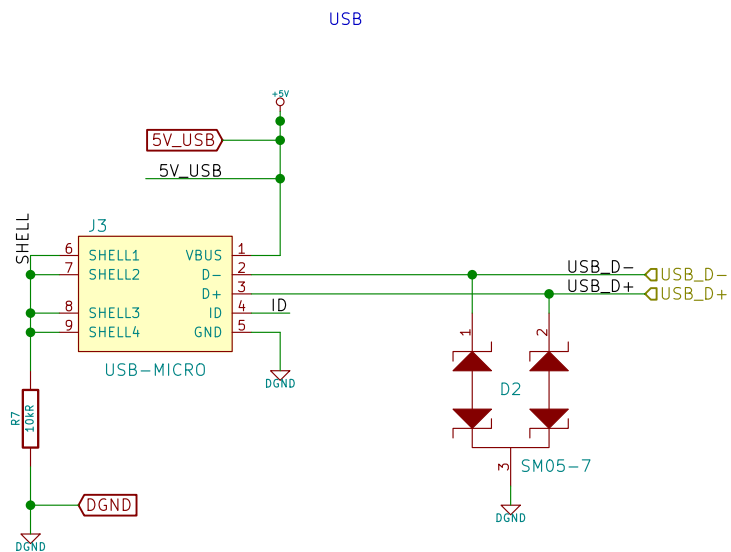 USB
+5V
5V_USB
5V_USB
SHELL
J3
6 SHELL1 VBUS 1
7 SHELL2 D- 2
D+ 3
8 SHELL3 ID 4
9 SHELL4 GND 5
USB-MICRO
ID
DGND
USB_D- USB_D-
USB_D+ USB_D+
1 2
D2
3 SM05-7
DGND
R7 10kR
DGND
DGND